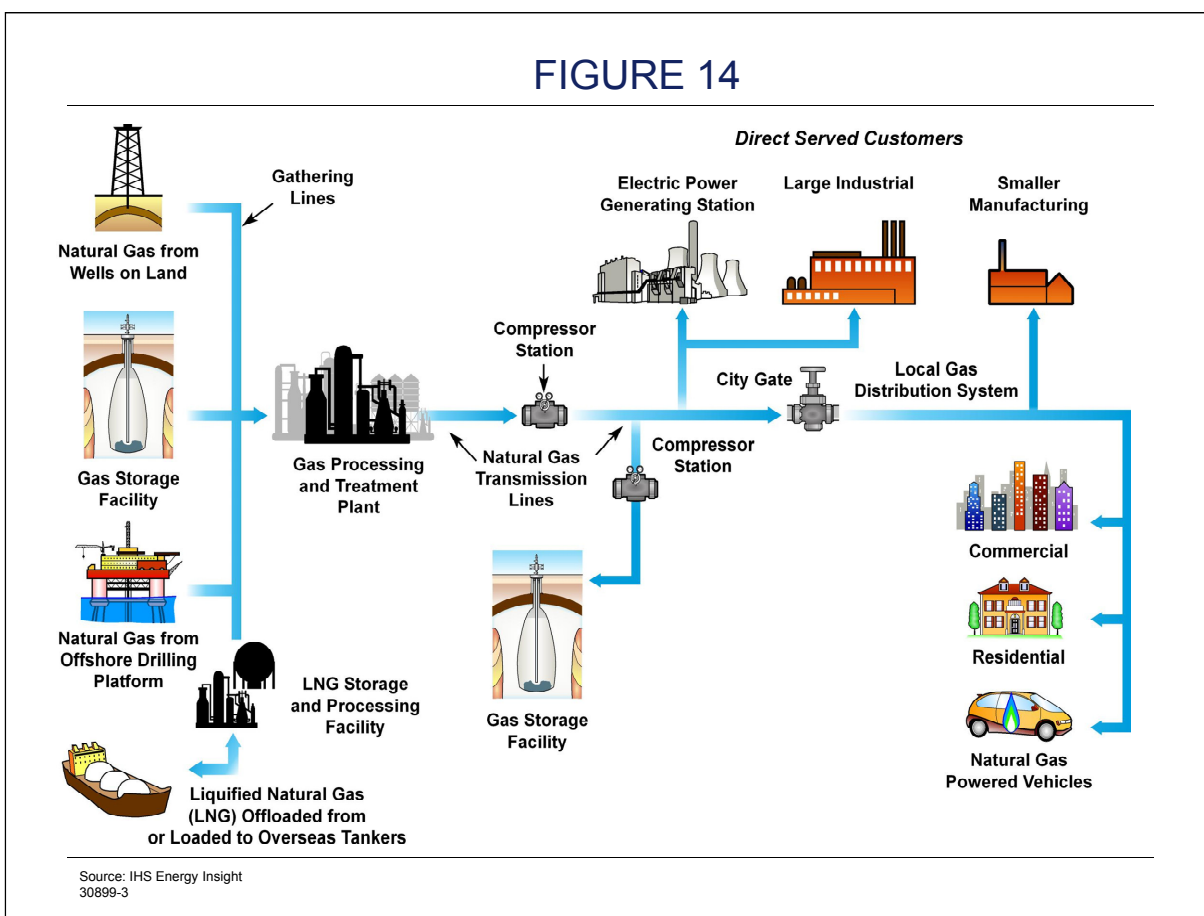 FIGURE 14
Direct Served Customers
Gathering
Lines
Electric Power
Generating Station
Large Industrial
Smaller
Manufacturing
Natural Gas from
Wells on Land
Compressor
Station
City Gate
Local Gas
Distribution System
Gas Storage
Facility
Gas Processing
and Treatment
Plant
Natural Gas
Transmission
Lines
Compressor
Station
Commercial
Natural Gas from
Offshore Drilling
Platform
LNG Storage
and Processing
Facility
Gas Storage
Facility
Residential
Natural Gas
Powered Vehicles
Liquified Natural Gas
(LNG) Offloaded from
or Loaded to Overseas Tankers
Source: IHS Energy Insight
30899-3